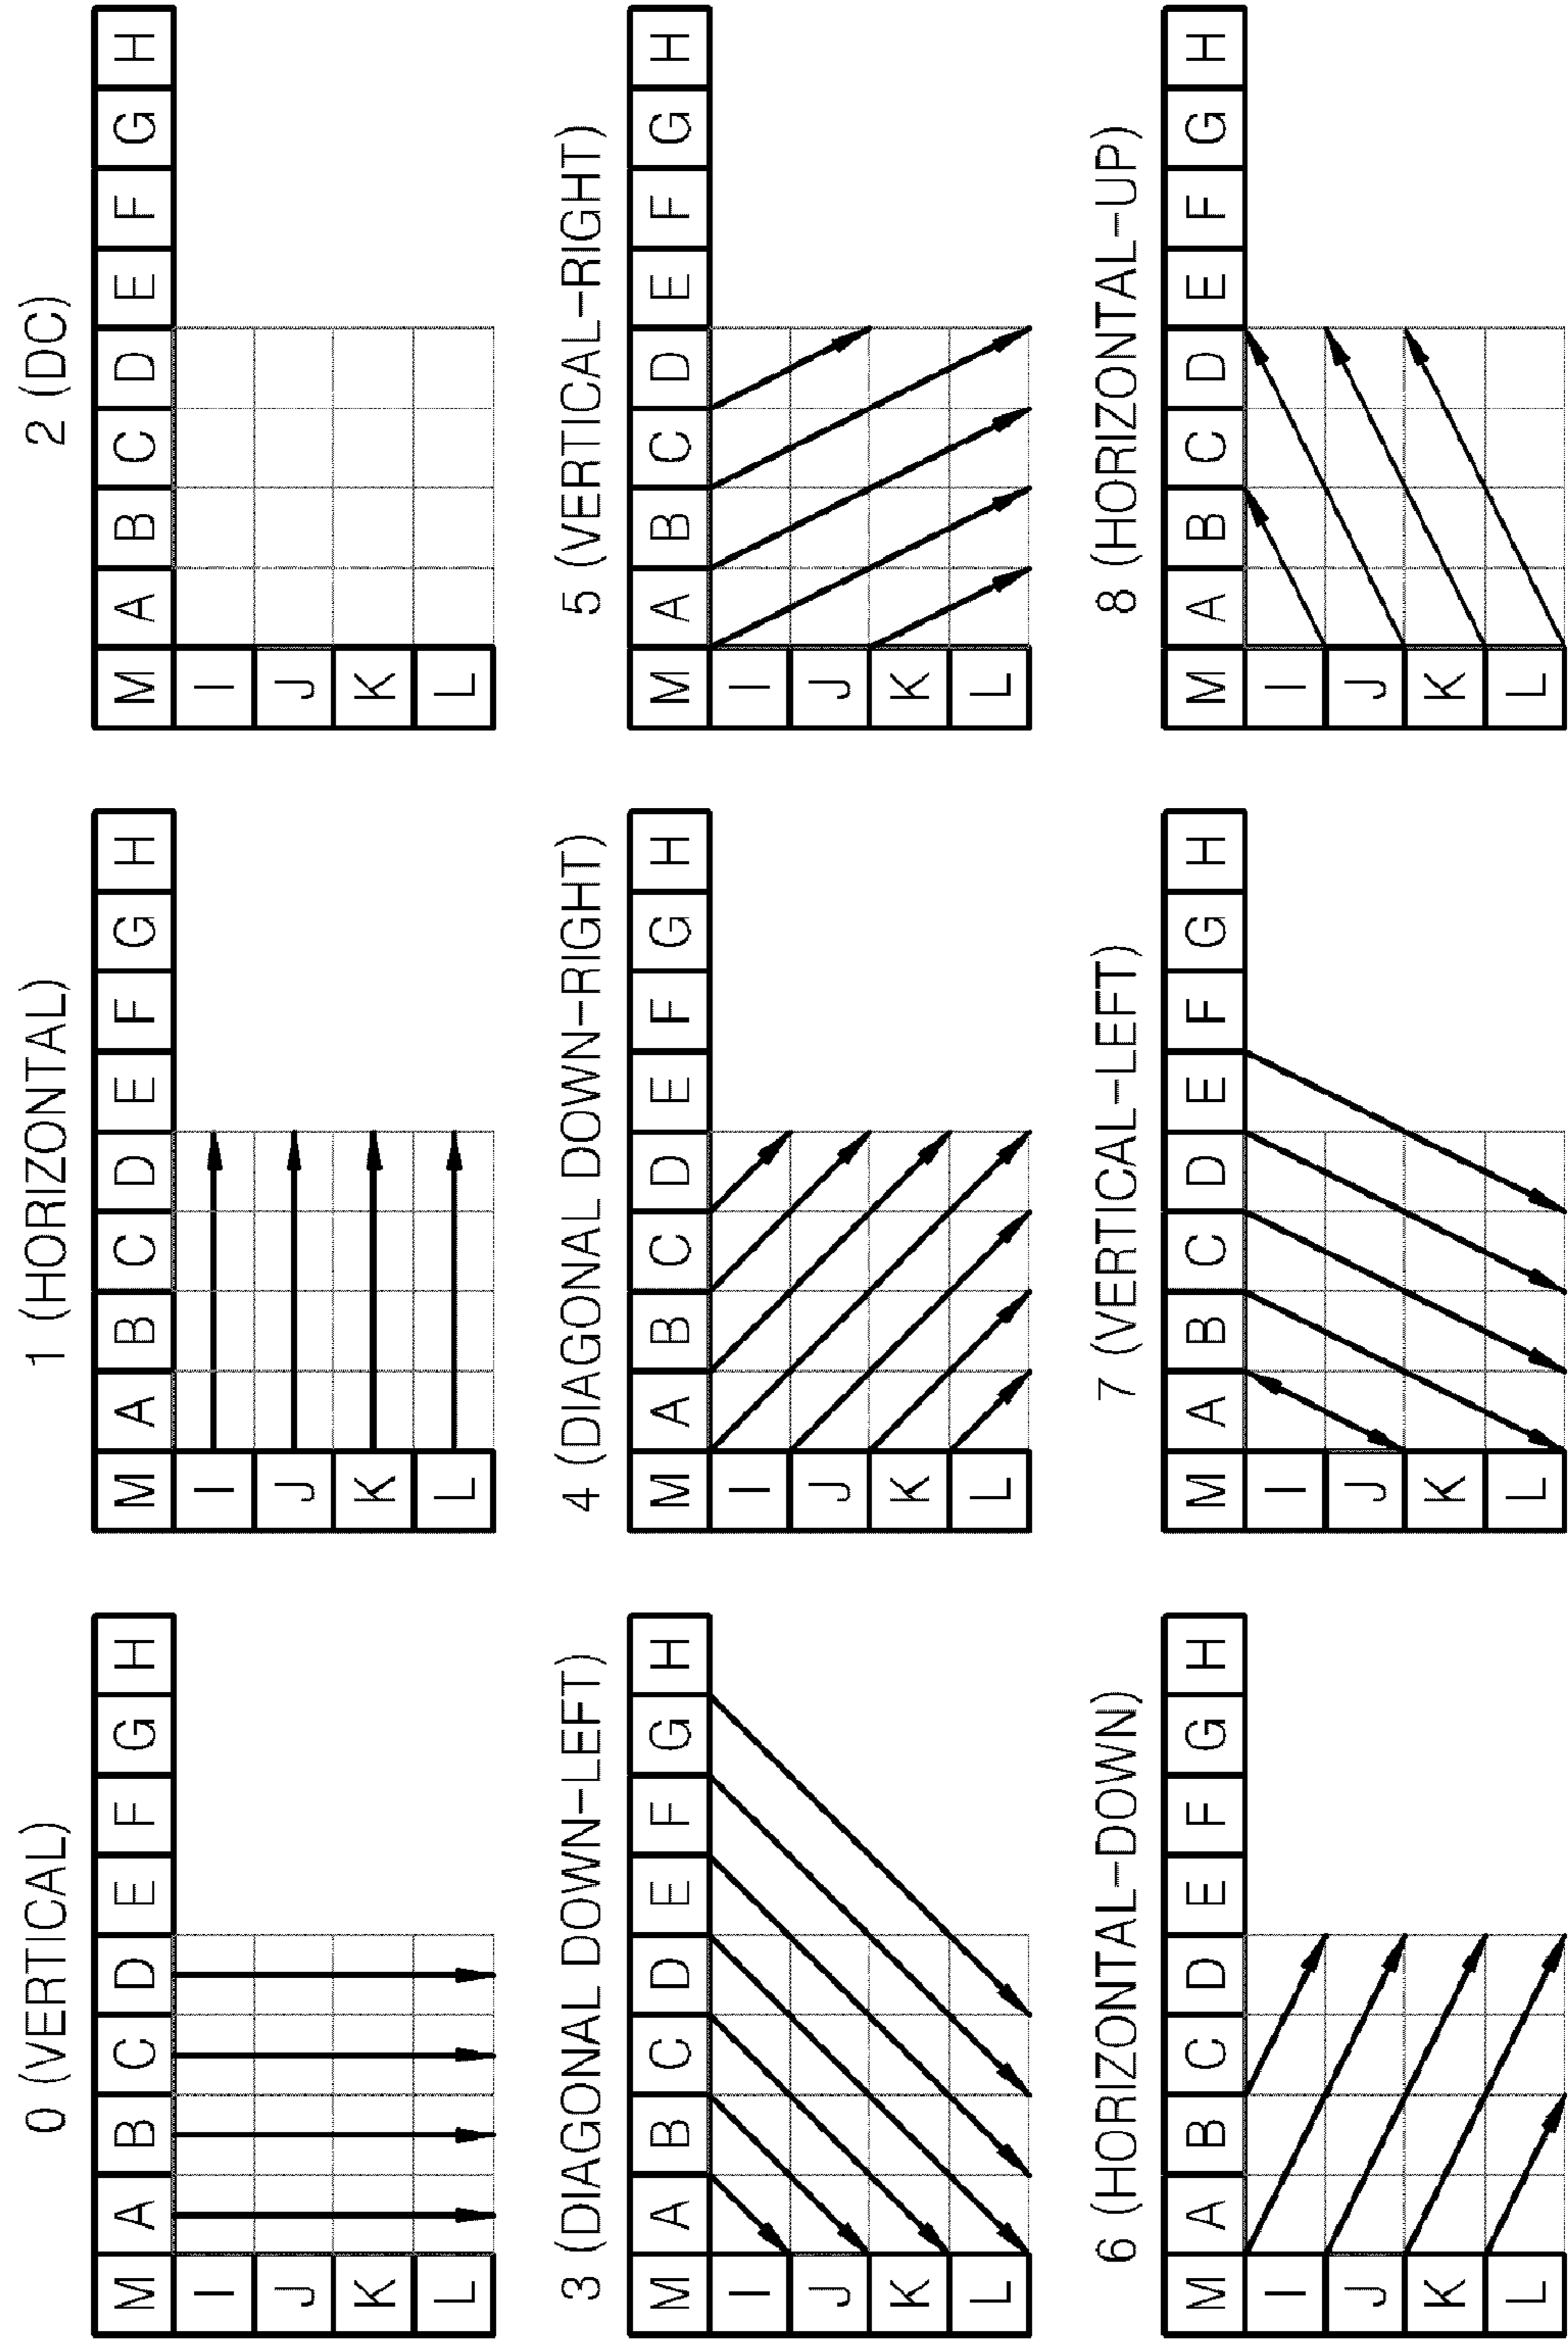 0 (VERTICAL)
M A B C D E F G H
I
J
K
L
1 (HORIZONTAL)
M A B C D E F G H
I
J
K
L
2 (DC)
M A B C D E F G H
I
J
K
L
3 (DIAGONAL DOWN-LEFT)
M A B C D E F G H
I
J
K
L
4 (DIAGONAL DOWN-RIGHT)
M A B C D E F G H
I
J
K
L
5 (VERTICAL-RIGHT)
M A B C D E F G H
I
J
K
L
6 (HORIZONTAL-DOWN)
M A B C D E F G H
I
J
K
L
7 (VERTICAL-LEFT)
M A B C D E F G H
I
J
K
L
8 (HORIZONTAL-UP)
M A B C D E F G H
I
J
K
L